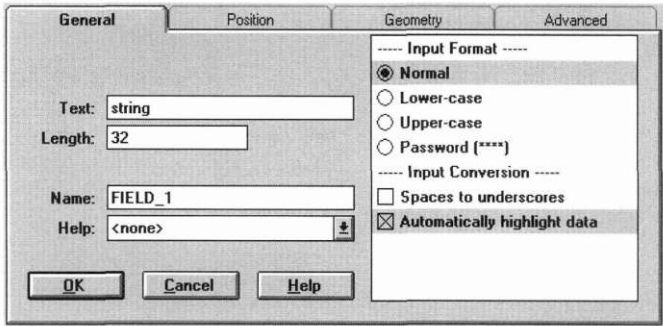 General
Position
Geometry
Advanced
Text: string
Length: 32
Name: FIELD_1
Help: <none>
OK
Cancel
Help
----- Input Format -----
Normal
Lower-case
Upper-case
Password (****)
----- Input Conversion -----
Spaces to underscores
Automatically highlight data